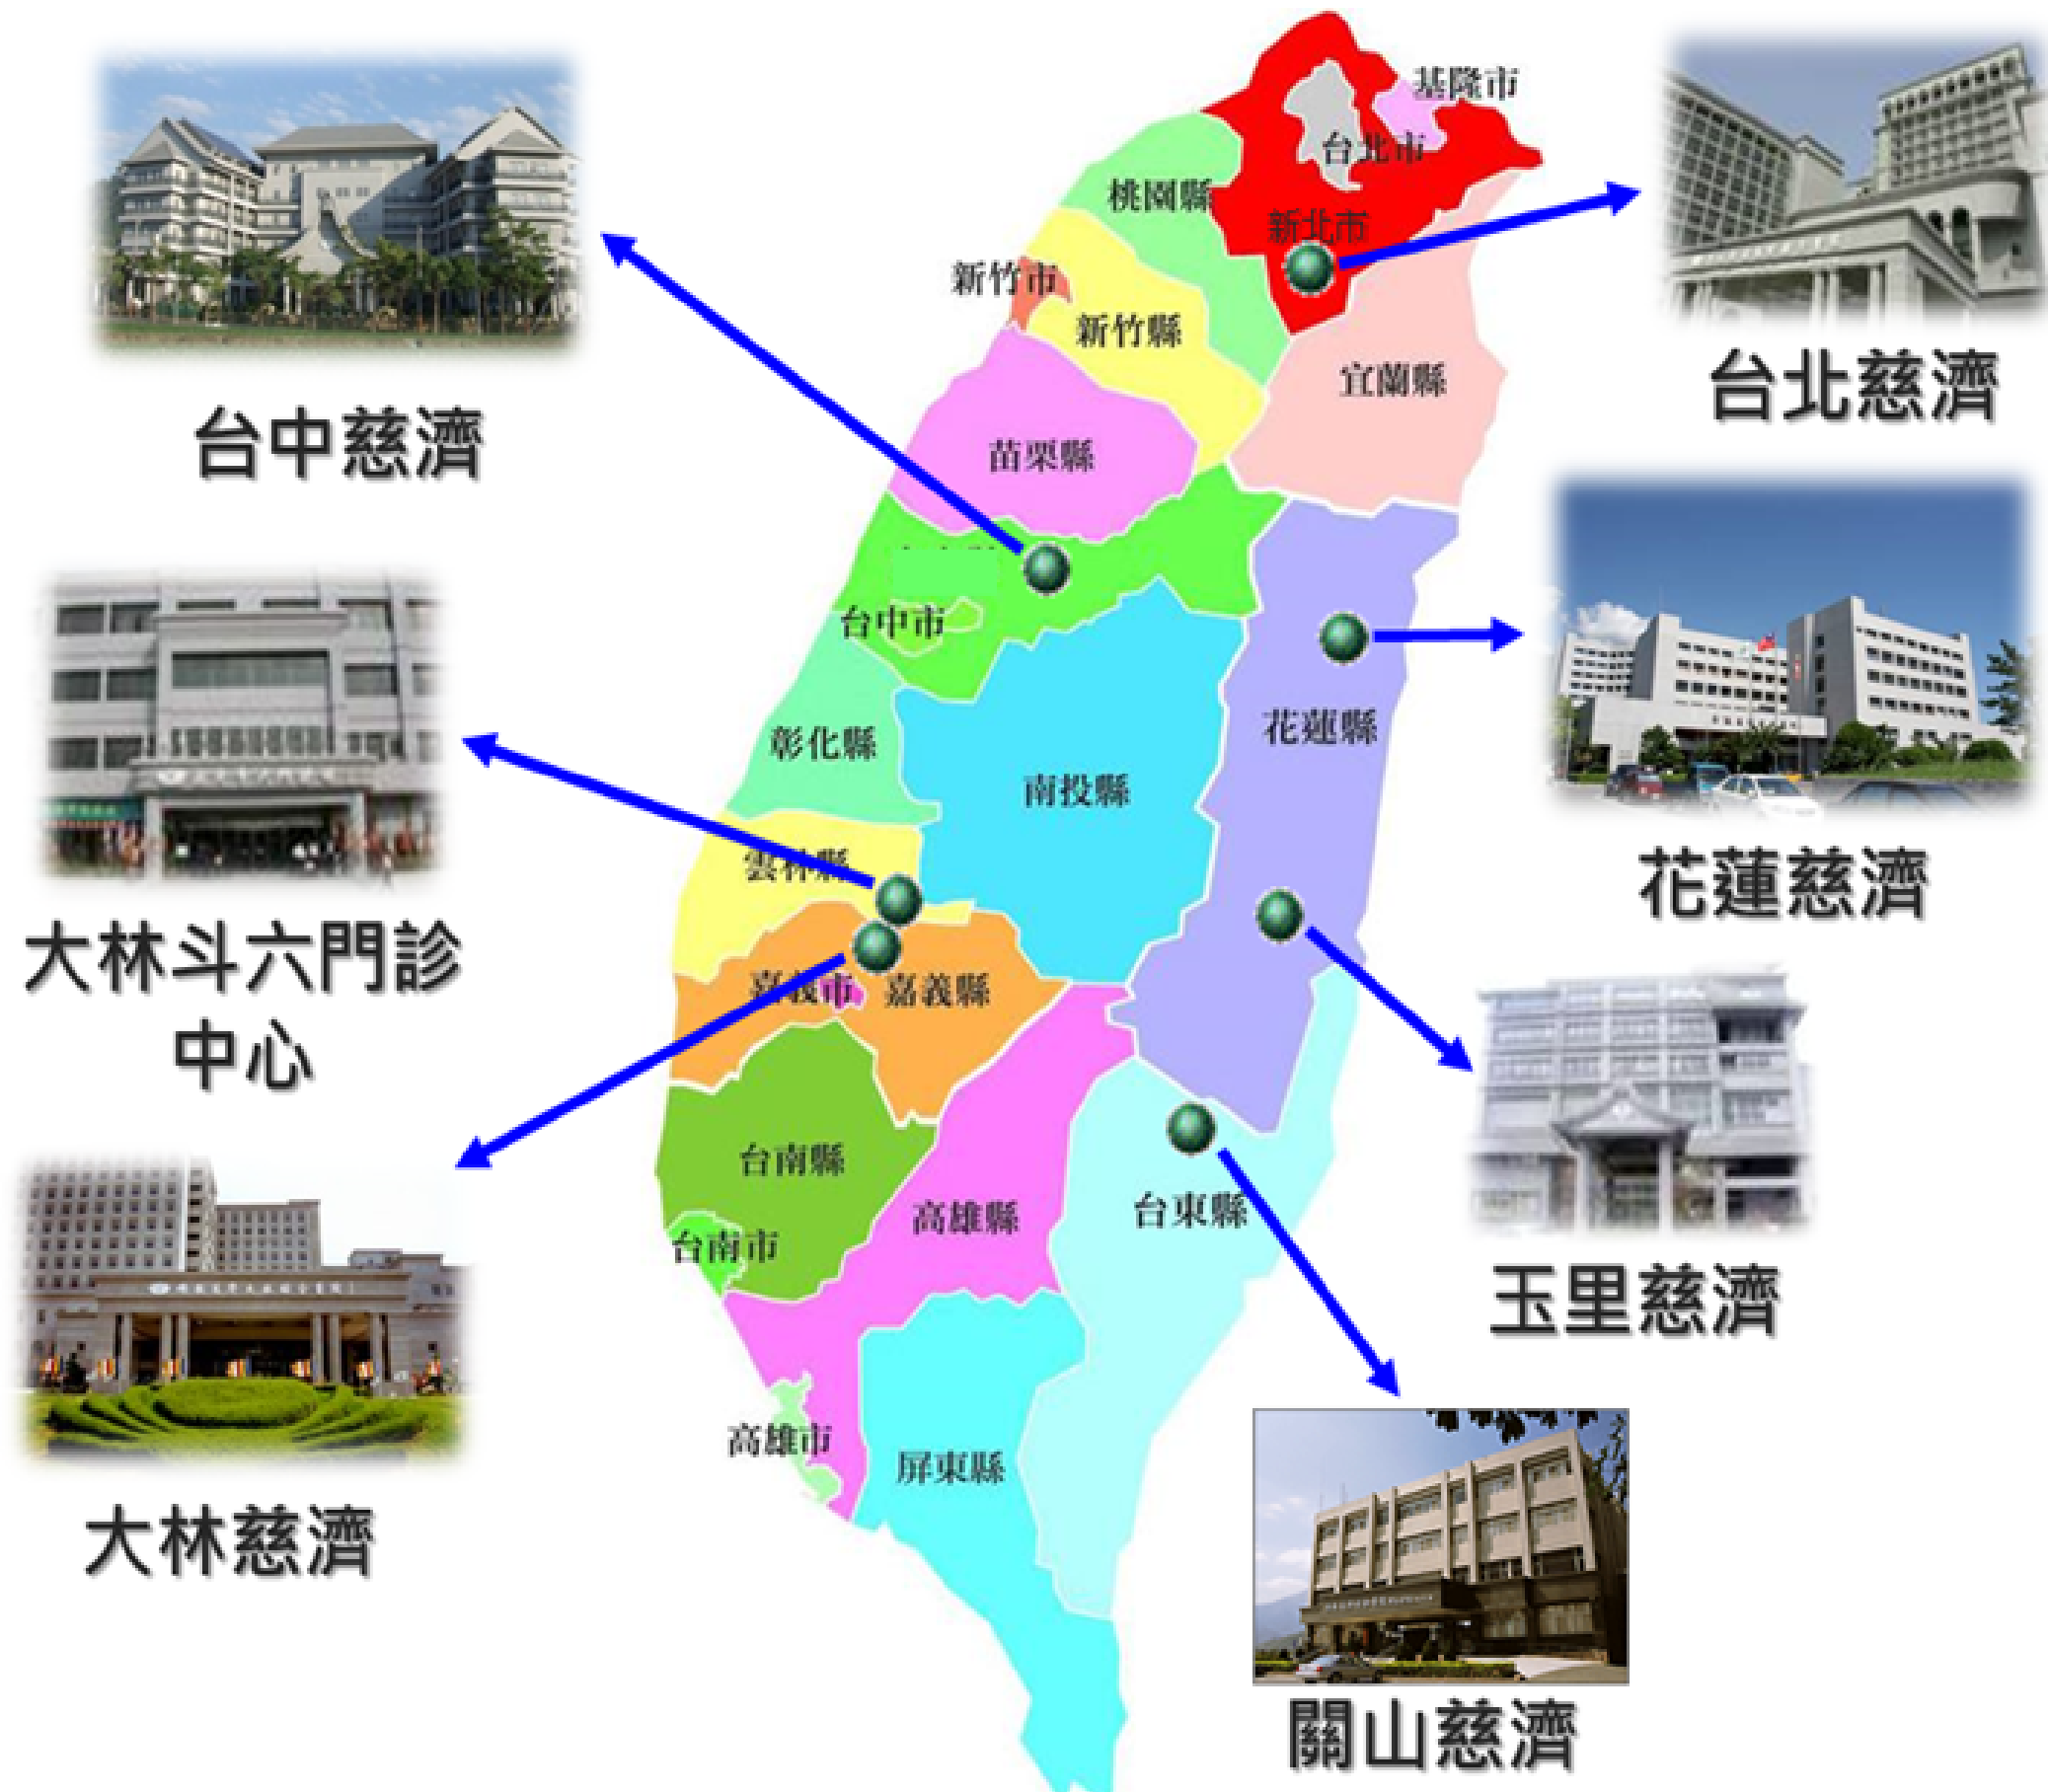 基隆市
台北市
桃園縣
新北市
新竹市
新竹縣
宜蘭縣
台北慈濟
台中慈濟
苗栗縣
台中市
花蓮縣
彰化縣
南投縣
花蓮慈濟
雲林縣
大林斗六門診
中心
嘉義市
嘉義縣
台南縣
台東縣
高雄縣
台南市
玉里慈濟
高雄市
屏東縣
大林慈濟
關山慈濟